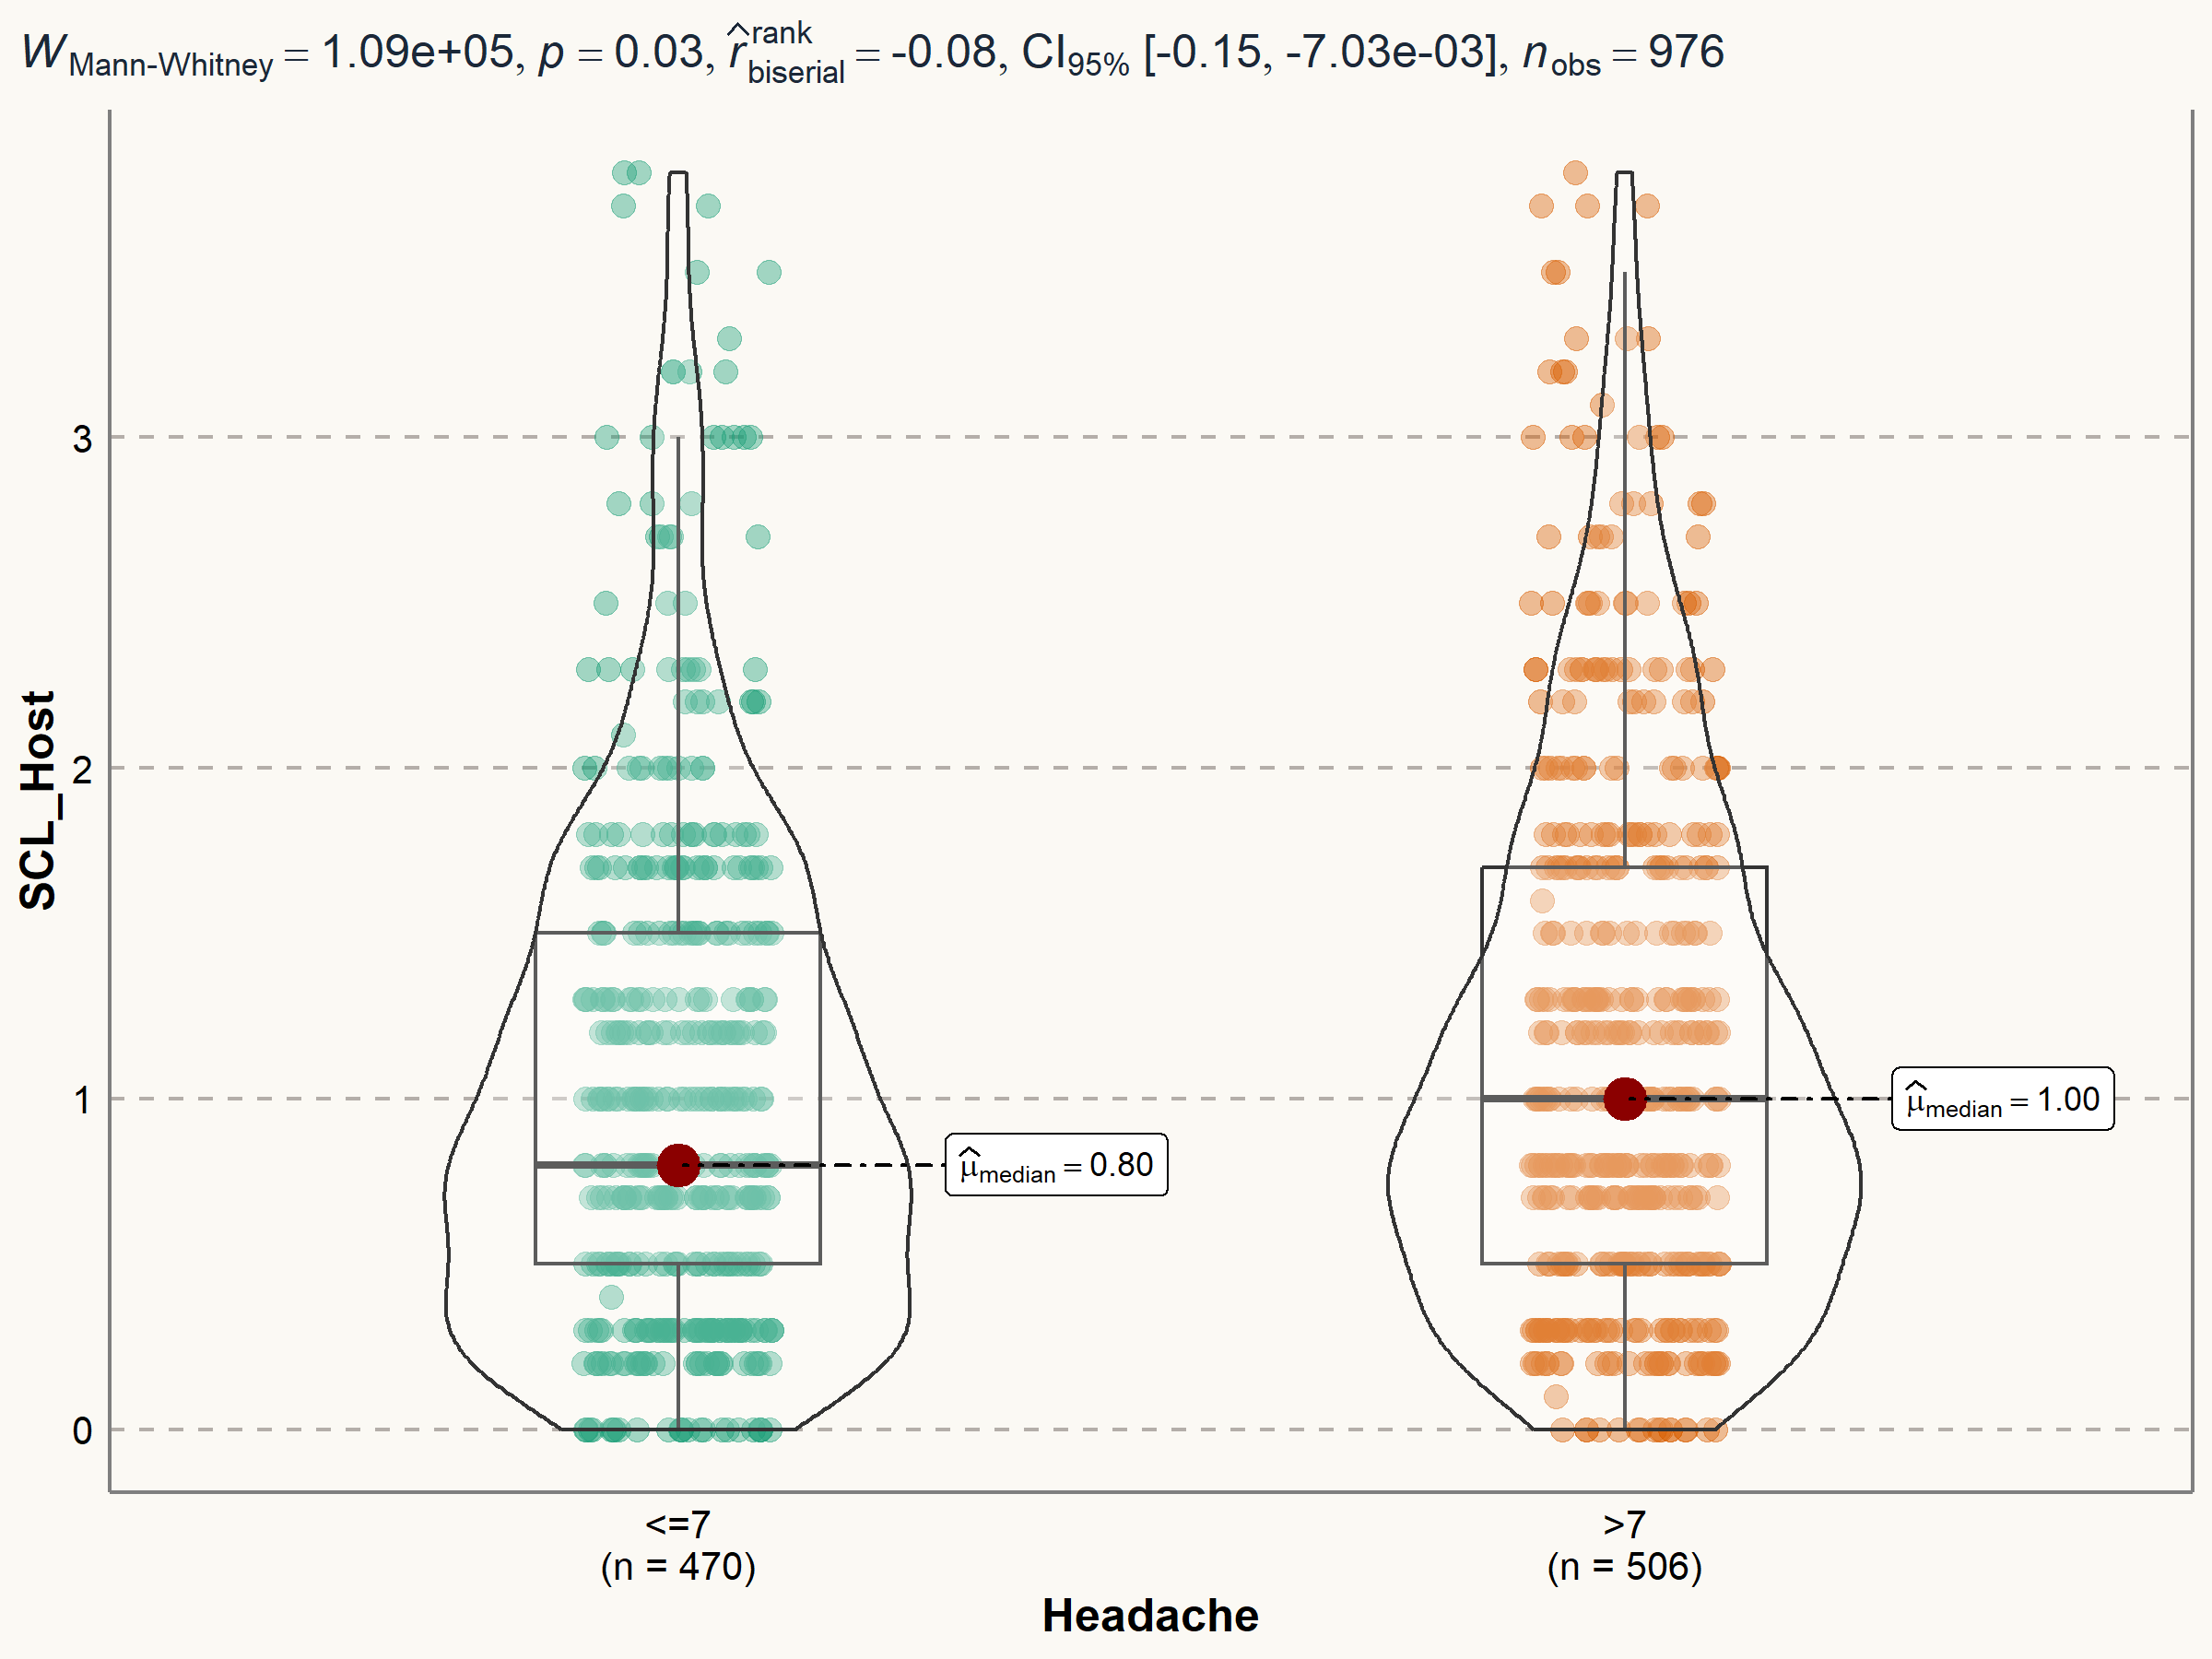 W Mann-Whitney = 1.09e+05, p = 0.03, r̂ rank biserial = -0.08, CI95% [-0.15, -7.03e-03], n obs = 976
3
2
1
0
SCL_Host
μ̂ median = 1.00
μ̂ median = 0.80
<=7
(n = 470)
>7
(n = 506)
Headache